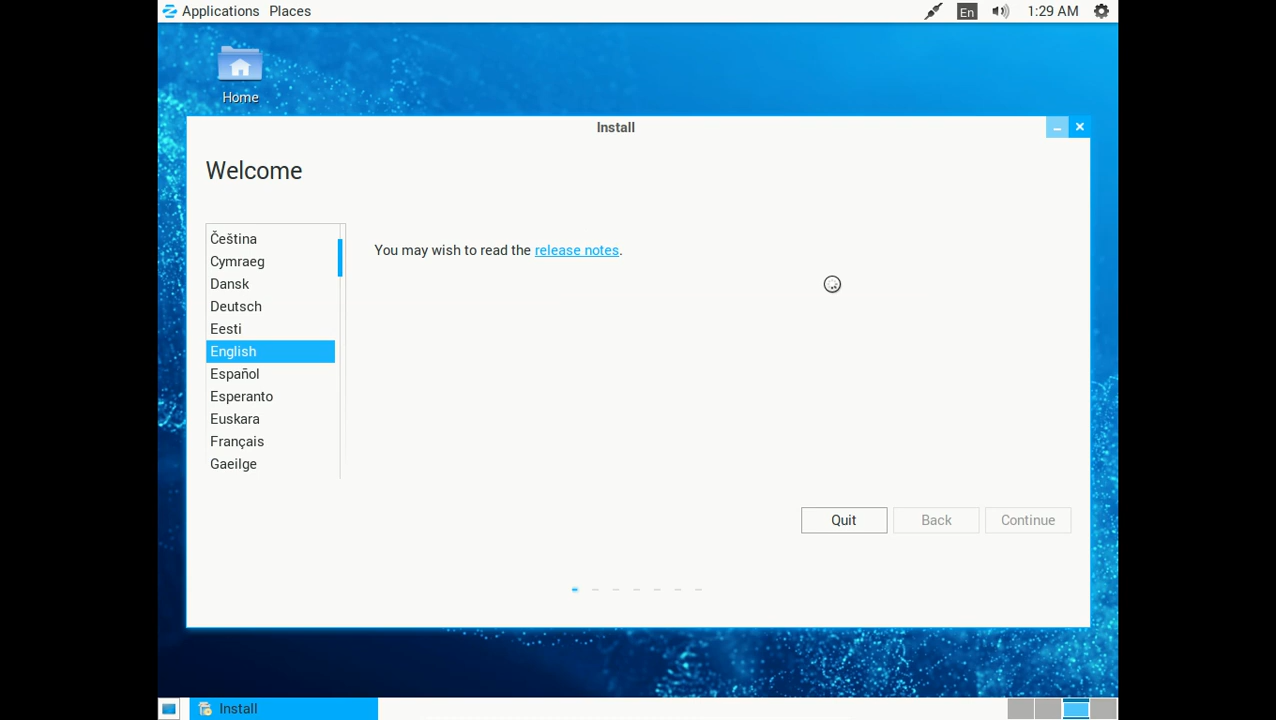 Applications Places
En
1:29 AM
Home
Install
Welcome
Čeština
Cymraeg
Dansk
Deutsch
Eesti
English
Español
Esperanto
Euskara
Français
Gaeilge
You may wish to read the release notes.
Quit
Back
Continue
Install